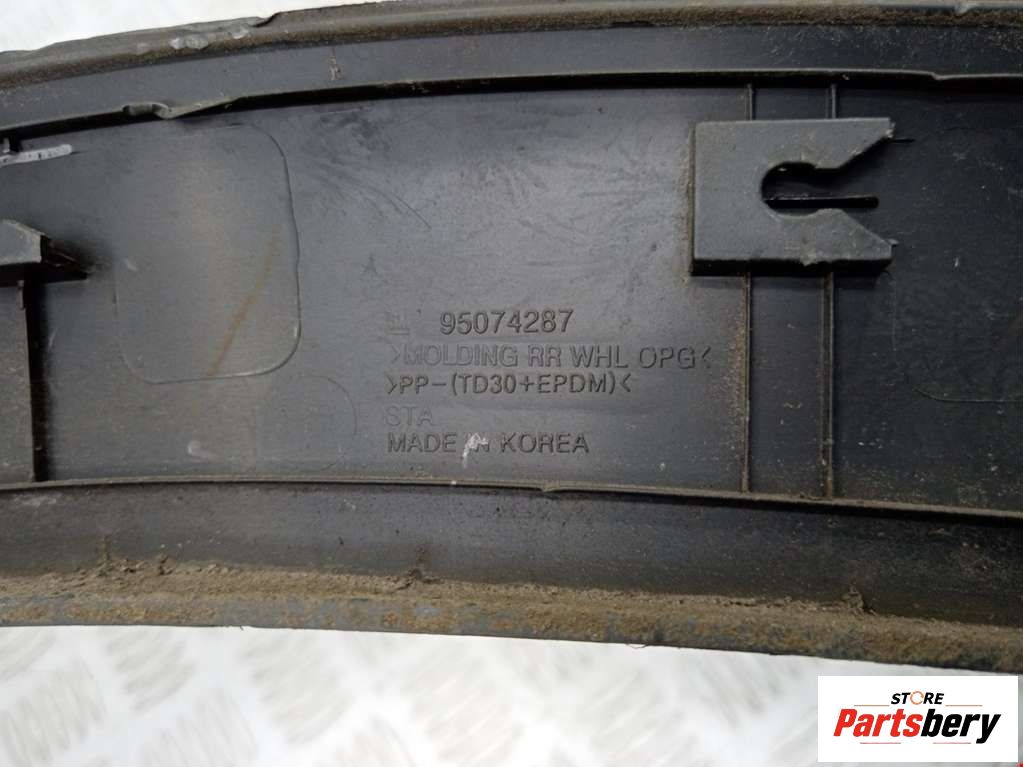 95074287
>MOLDING RR WHL OPG<
>PP-(TD30+EPDM)<
STA
MADE IN KOREA
STORE
Partsbery